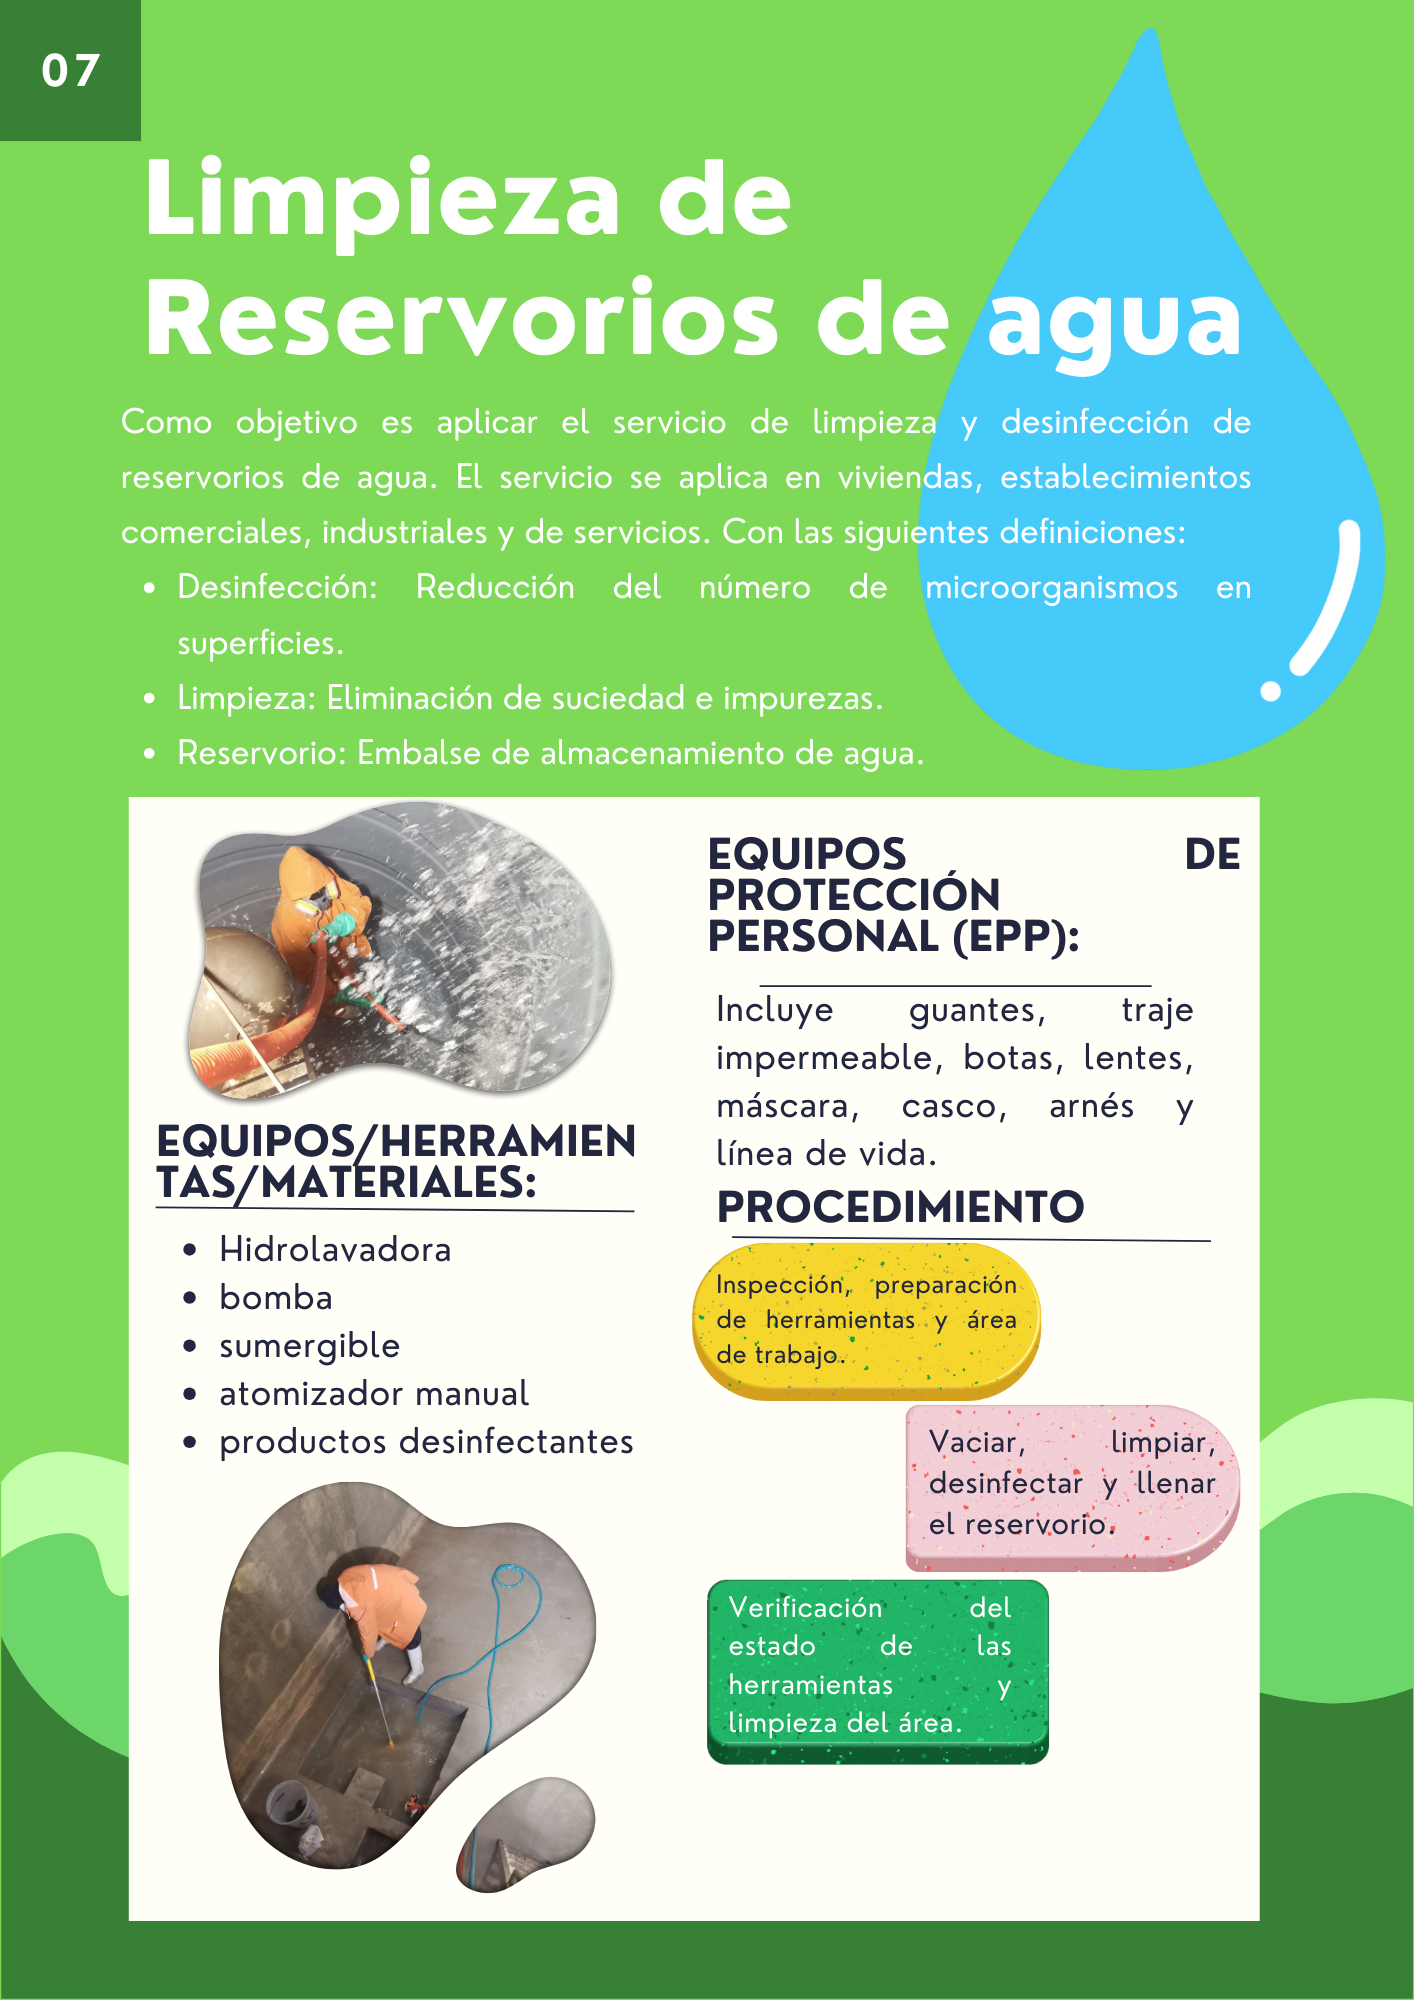 07
Limpieza de
Reservorios de agua
Como objetivo es aplicar el servicio de limpieza y desinfección de
reservorios de agua. El servicio se aplica en viviendas, establecimientos
comerciales, industriales y de servicios. Con las siguientes definiciones:
• Desinfección: Reducción del número de microorganismos en
superficies.
• Limpieza: Eliminación de suciedad e impurezas.
• Reservorio: Embalse de almacenamiento de agua.
EQUIPOS/HERRAMIEN
TAS/MATERIALES:
• Hidrolavadora
• bomba
• sumergible
• atomizador manual
• productos desinfectantes
EQUIPOS DE
PROTECCIÓN
PERSONAL (EPP):
Incluye guantes, traje
impermeable, botas, lentes,
máscara, casco, arnés y
línea de vida.
PROCEDIMIENTO
Inspección, preparación
de herramientas y área
de trabajo.
Vaciar, limpiar,
desinfectar y llenar
el reservorio.
Verificación del
estado de las
herramientas y
limpieza del área.